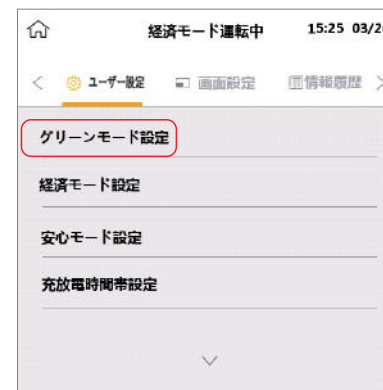 経済モード運転中 15:25 03/2
ユーザー設定 画面設定 情報履歴
グリーンモード設定
経済モード設定
安心モード設定
充放電時間帯設定